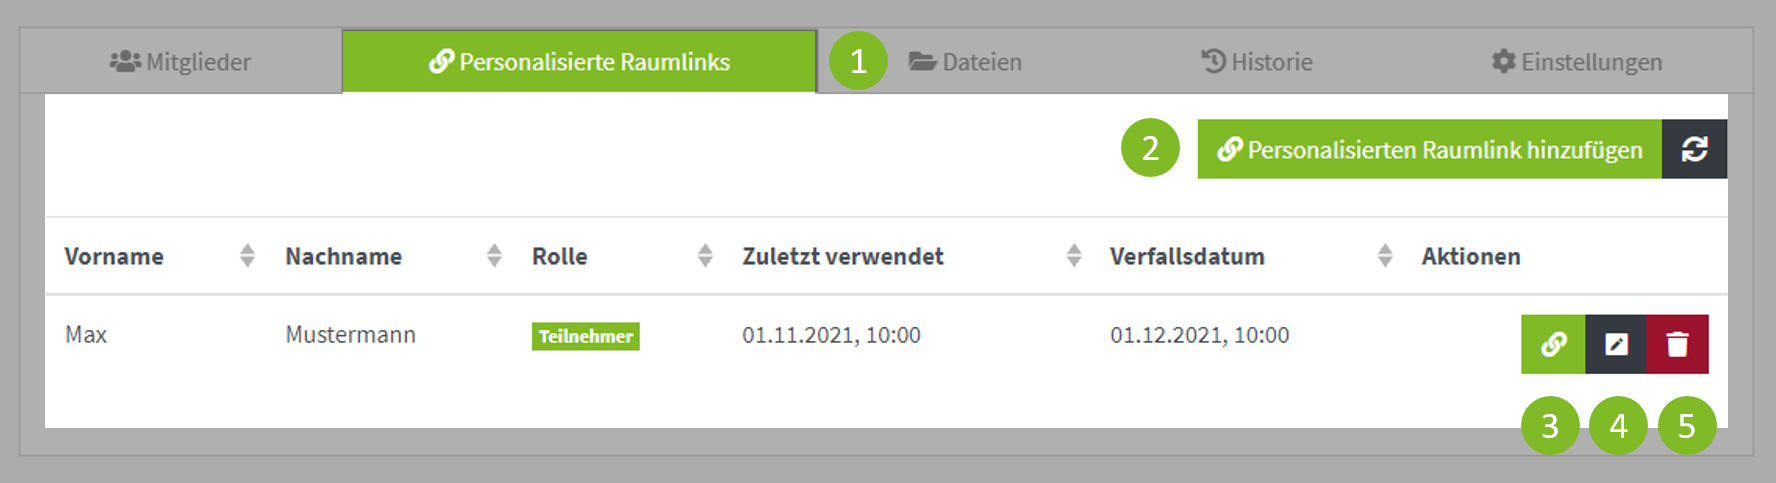 Mitglieder Personalisierte Raumlinks 1 Dateien Historie Einstellungen
2 Personalisierten Raumlink hinzufügen
Vorname Nachname Rolle Zuletzt verwendet Verfallsdatum Aktionen
Max Mustermann Teilnehmer 01.11.2021, 10:00 01.12.2021, 10:00
3 4 5